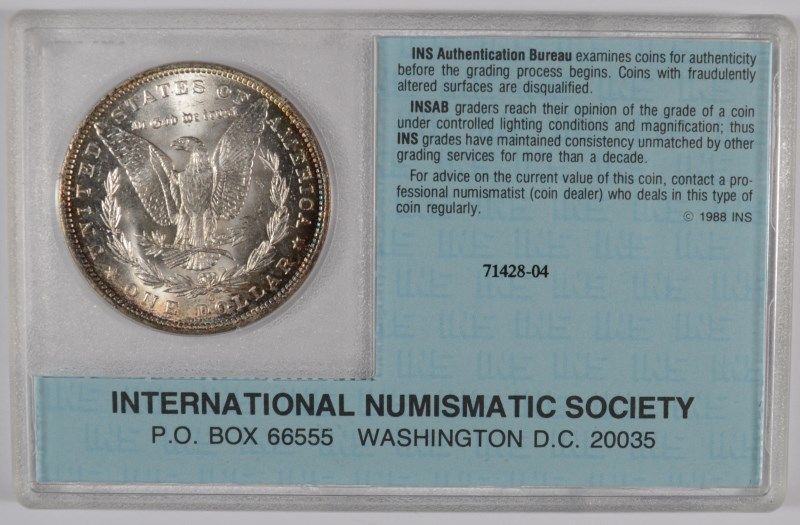 UNITED STATES OF AMERICA
In God We Trust
ONE DOLLAR
INS Authentication Bureau examines coins for authenticity
before the grading process begins. Coins with fraudulently
altered surfaces are disqualified.
INSAB graders reach their opinion of the grade of a coin
under controlled lighting conditions and magnification; thus
INS grades have maintained consistency unmatched by other
grading services for more than a decade.
For advice on the current value of this coin, contact a pro-
fessional numismatist (coin dealer) who deals in this type of
coin regularly.
© 1988 INS
71428-04
INTERNATIONAL NUMISMATIC SOCIETY
P.O. BOX 66555 WASHINGTON D.C. 20035